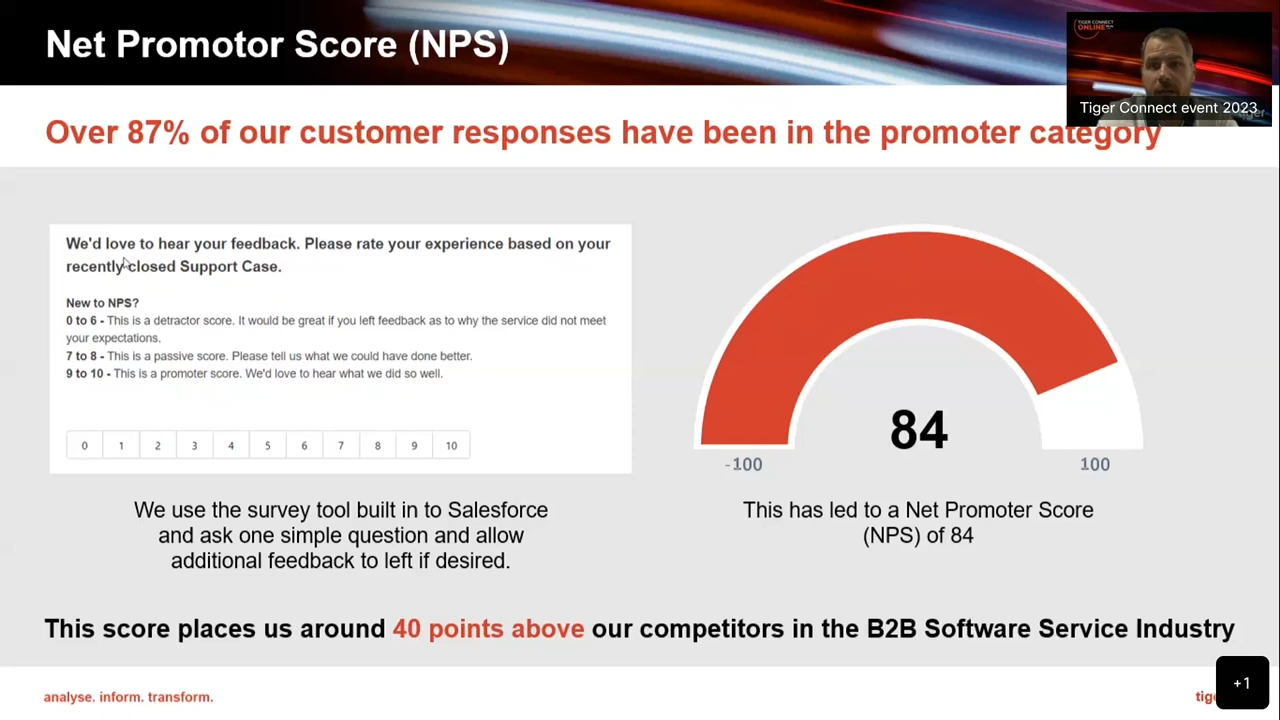 Net Promotor Score (NPS)
TIGER CONNECT
ONLINE
Tiger Connect event 2023
Over 87% of our customer responses have been in the promoter category
We'd love to hear your feedback. Please rate your experience based on your
recently closed Support Case.
New to NPS?
0 to 6 - This is a detractor score. It would be great if you left feedback as to why the service did not meet
your expectations.
7 to 8 - This is a passive score. Please tell us what we could have done better.
9 to 10 - This is a promoter score. We'd love to hear what we did so well.
0 1 2 3 4 5 6 7 8 9 10
84
-100 100
We use the survey tool built in to Salesforce
and ask one simple question and allow
additional feedback to left if desired.
This has led to a Net Promoter Score
(NPS) of 84
This score places us around 40 points above our competitors in the B2B Software Service Industry
analyse. inform. transform.
+1